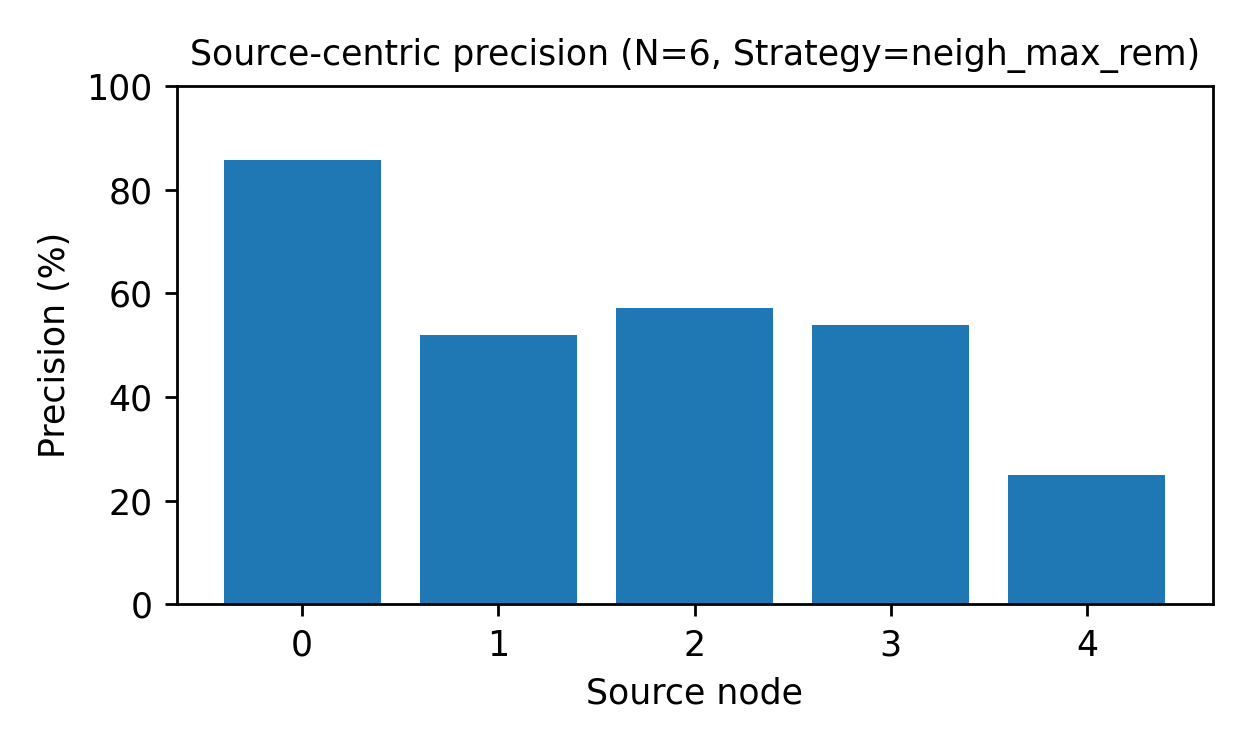 Source-centric precision (N=6, Strategy=neigh_max_rem)
100
80
60
40
20
0
Precision (%)
0 1 2 3 4
Source node